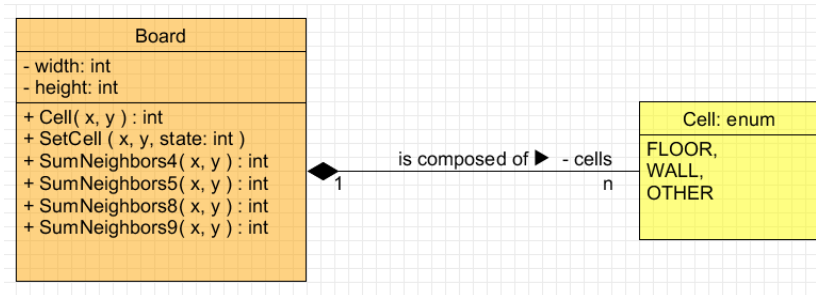 Board
- width: int
- height: int
+ Cell( x, y ) : int
+ SetCell ( x, y, state: int )
+ SumNeighbors4( x, y ) : int
+ SumNeighbors5( x, y ) : int
+ SumNeighbors8( x, y ) : int
+ SumNeighbors9( x, y ) : int
is composed of ▶ - cells
1
n
Cell: enum
FLOOR,
WALL,
OTHER